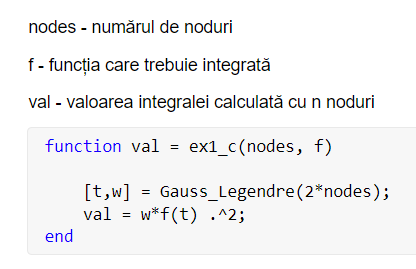 nodes - numărul de noduri
f - funcția care trebuie integrată
val - valoarea integralei calculată cu n noduri
function val = ex1_c(nodes, f)
[t,w] = Gauss_Legendre(2*nodes);
val = w*f(t) .^2;
end